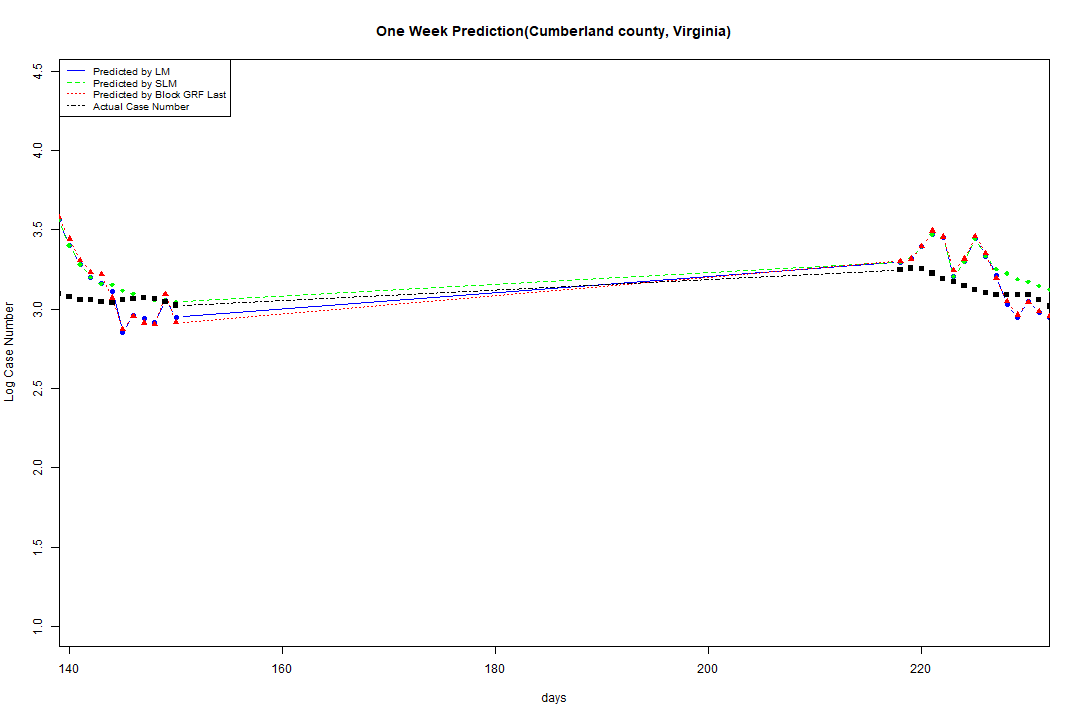 One Week Prediction(Cumberland county, Virginia)
Predicted by LM
Predicted by SLM
Predicted by Block GRF Last
Actual Case Number
4.5
4.0
3.5
3.0
2.5
2.0
1.5
1.0
Log Case Number
140 160 180 200 220
days